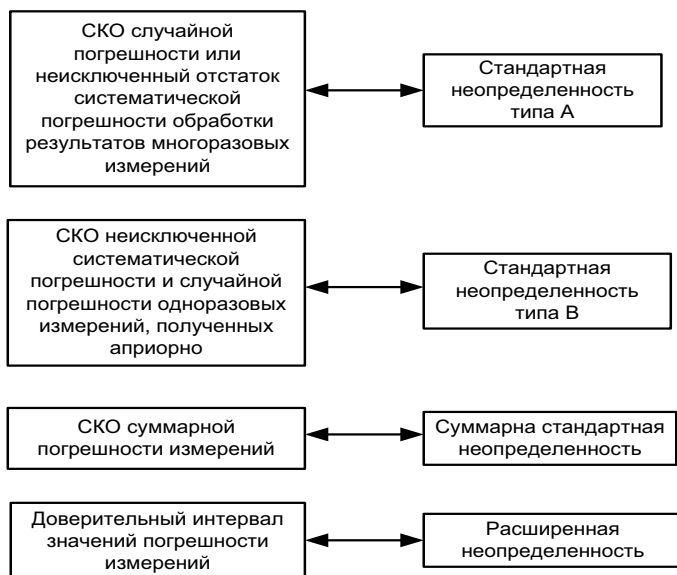 СКО случайной
погрешности или
неисключенный отстаток
систематической
погрешности обработки
результатов многоразовых
измерений
Стандартная
неопределенность
типа А
СКО неисключенной
систематической
погрешности и случайной
погрешности одноразовых
измерений, полученных
априорно
Стандартная
неопределенность
типа В
СКО суммарной
погрешности измерений
Суммарна стандартная
неопределенность
Доверительный интервал
значений погрешности
измерений
Расширенная
неопределенность